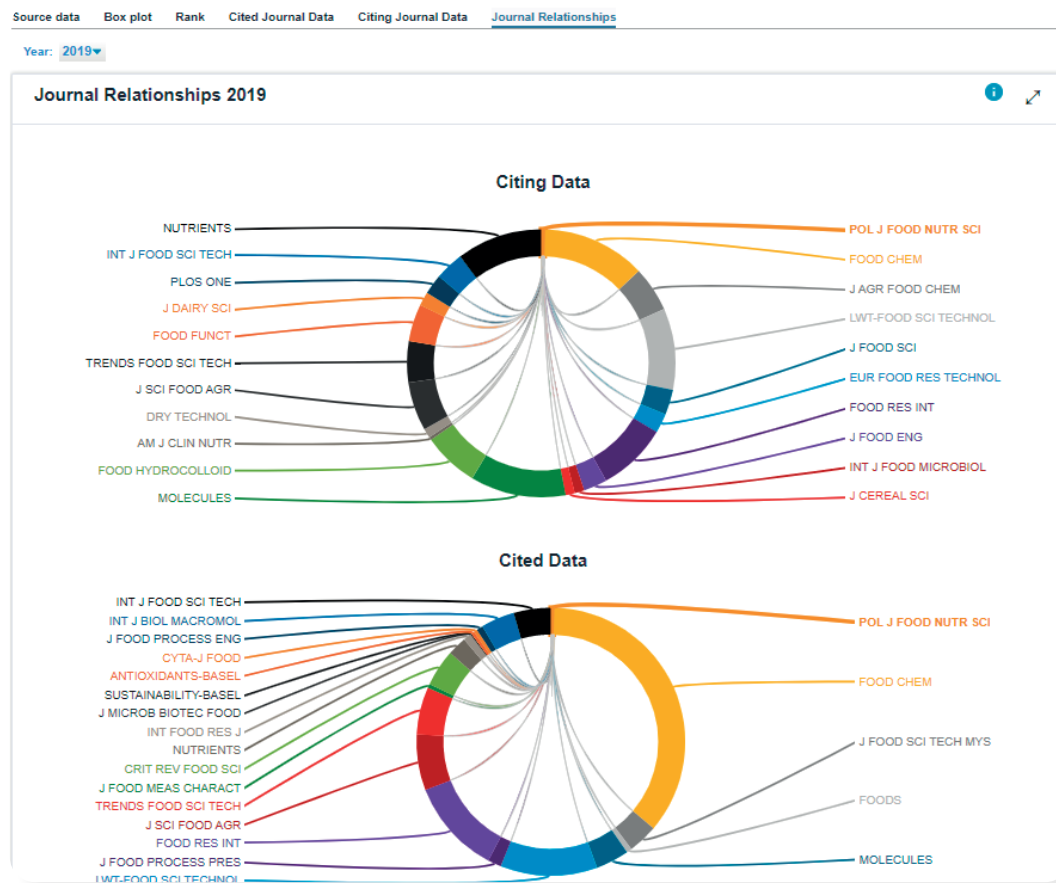 Source data Box plot Rank Cited Journal Data Citing Journal Data Journal Relationships
Year: 2019
Journal Relationships 2019
Citing Data
NUTRIENTS
INT J FOOD SCI TECH
PLOS ONE
J DAIRY SCI
FOOD FUNCT
TRENDS FOOD SCI TECH
J SCI FOOD AGR
DRY TECHNOL
AM J CLIN NUTR
FOOD HYDROCOLLOID
MOLECULES
POL J FOOD NUTR SCI
FOOD CHEM
J AGR FOOD CHEM
LWT-FOOD SCI TECHNOL
J FOOD SCI
EUR FOOD RES TECHNOL
FOOD RES INT
J FOOD ENG
INT J FOOD MICROBIOL
J CEREAL SCI
Cited Data
INT J FOOD SCI TECH
INT J BIOL MACROMOL
J FOOD PROCESS ENG
CYTA-J FOOD
ANTIOXIDANTS-BASEL
SUSTAINABILITY-BASEL
J MICROB BIOTEC FOOD
INT FOOD RES J
NUTRIENTS
CRIT REV FOOD SCI
J FOOD MEAS CHARACT
TRENDS FOOD SCI TECH
J SCI FOOD AGR
FOOD RES INT
J FOOD PROCESS PRES
LWT-FOOD SCI TECHNOL
POL J FOOD NUTR SCI
FOOD CHEM
J FOOD SCI TECH MYS
FOODS
MOLECULES